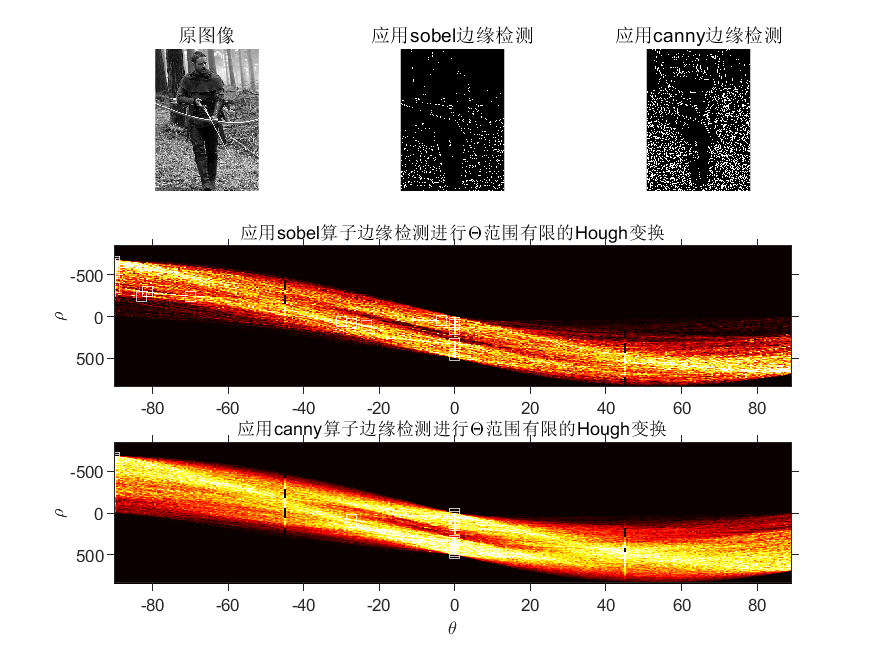 原图像
应用sobel边缘检测
应用canny边缘检测
应用sobel算子边缘检测进行Θ范围有限的Hough变换
-500
0
500
ρ
-80 -60 -40 -20 0 20 40 60 80
应用canny算子边缘检测进行Θ范围有限的Hough变换
-500
0
500
ρ
-80 -60 -40 -20 0 20 40 60 80
θ